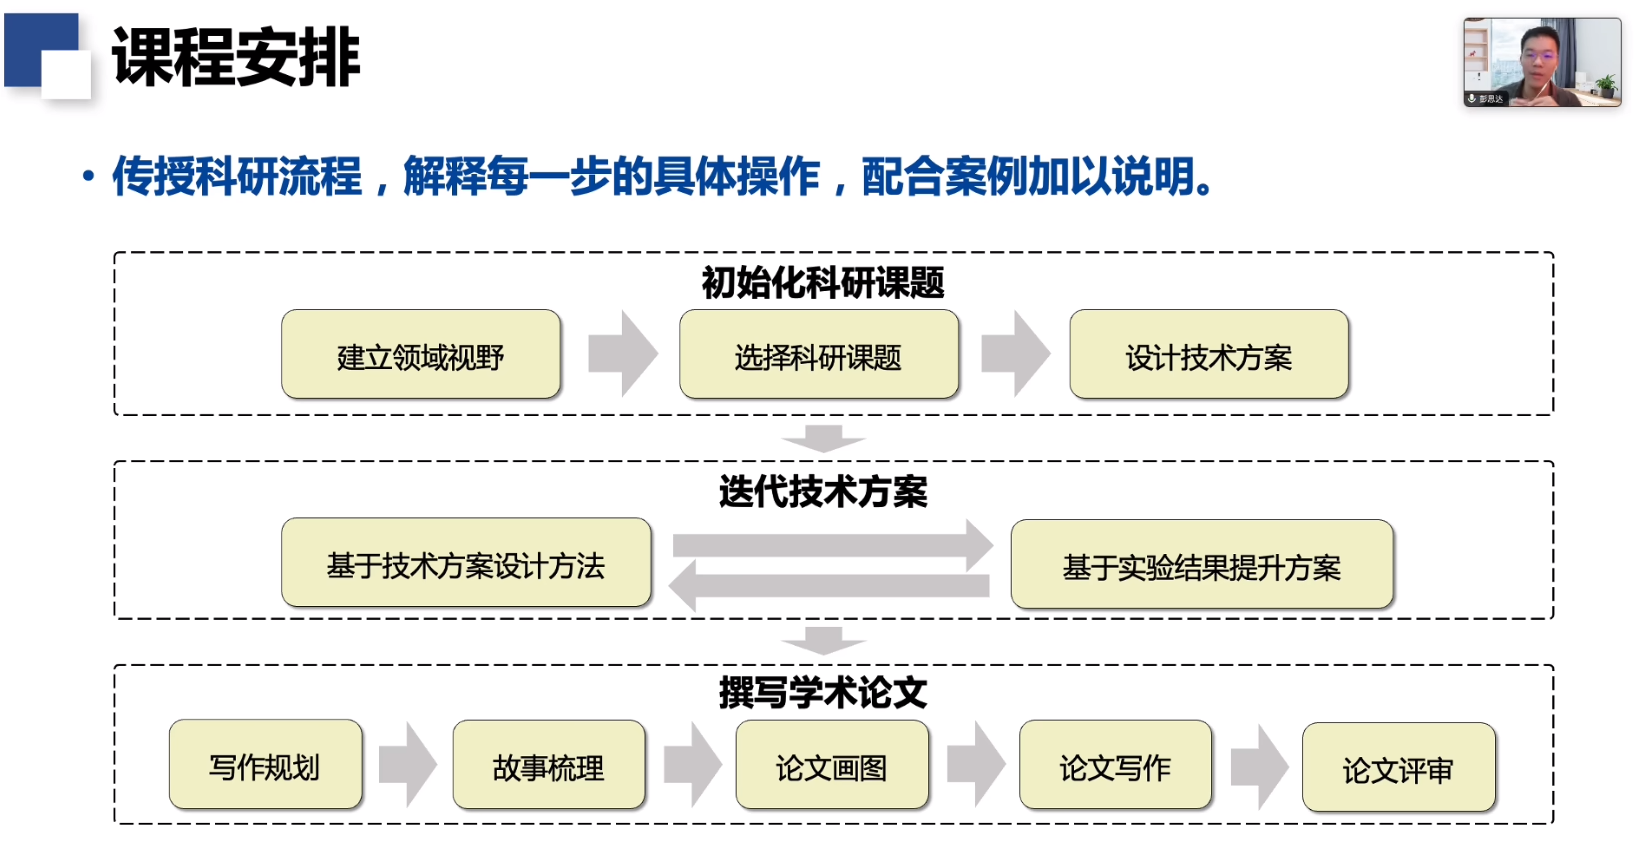 课程安排
彭思达
• 传授科研流程，解释每一步的具体操作，配合案例加以说明。
初始化科研课题
建立领域视野
选择科研课题
设计技术方案
迭代技术方案
基于技术方案设计方法
基于实验结果提升方案
撰写学术论文
写作规划
故事梳理
论文画图
论文写作
论文评审